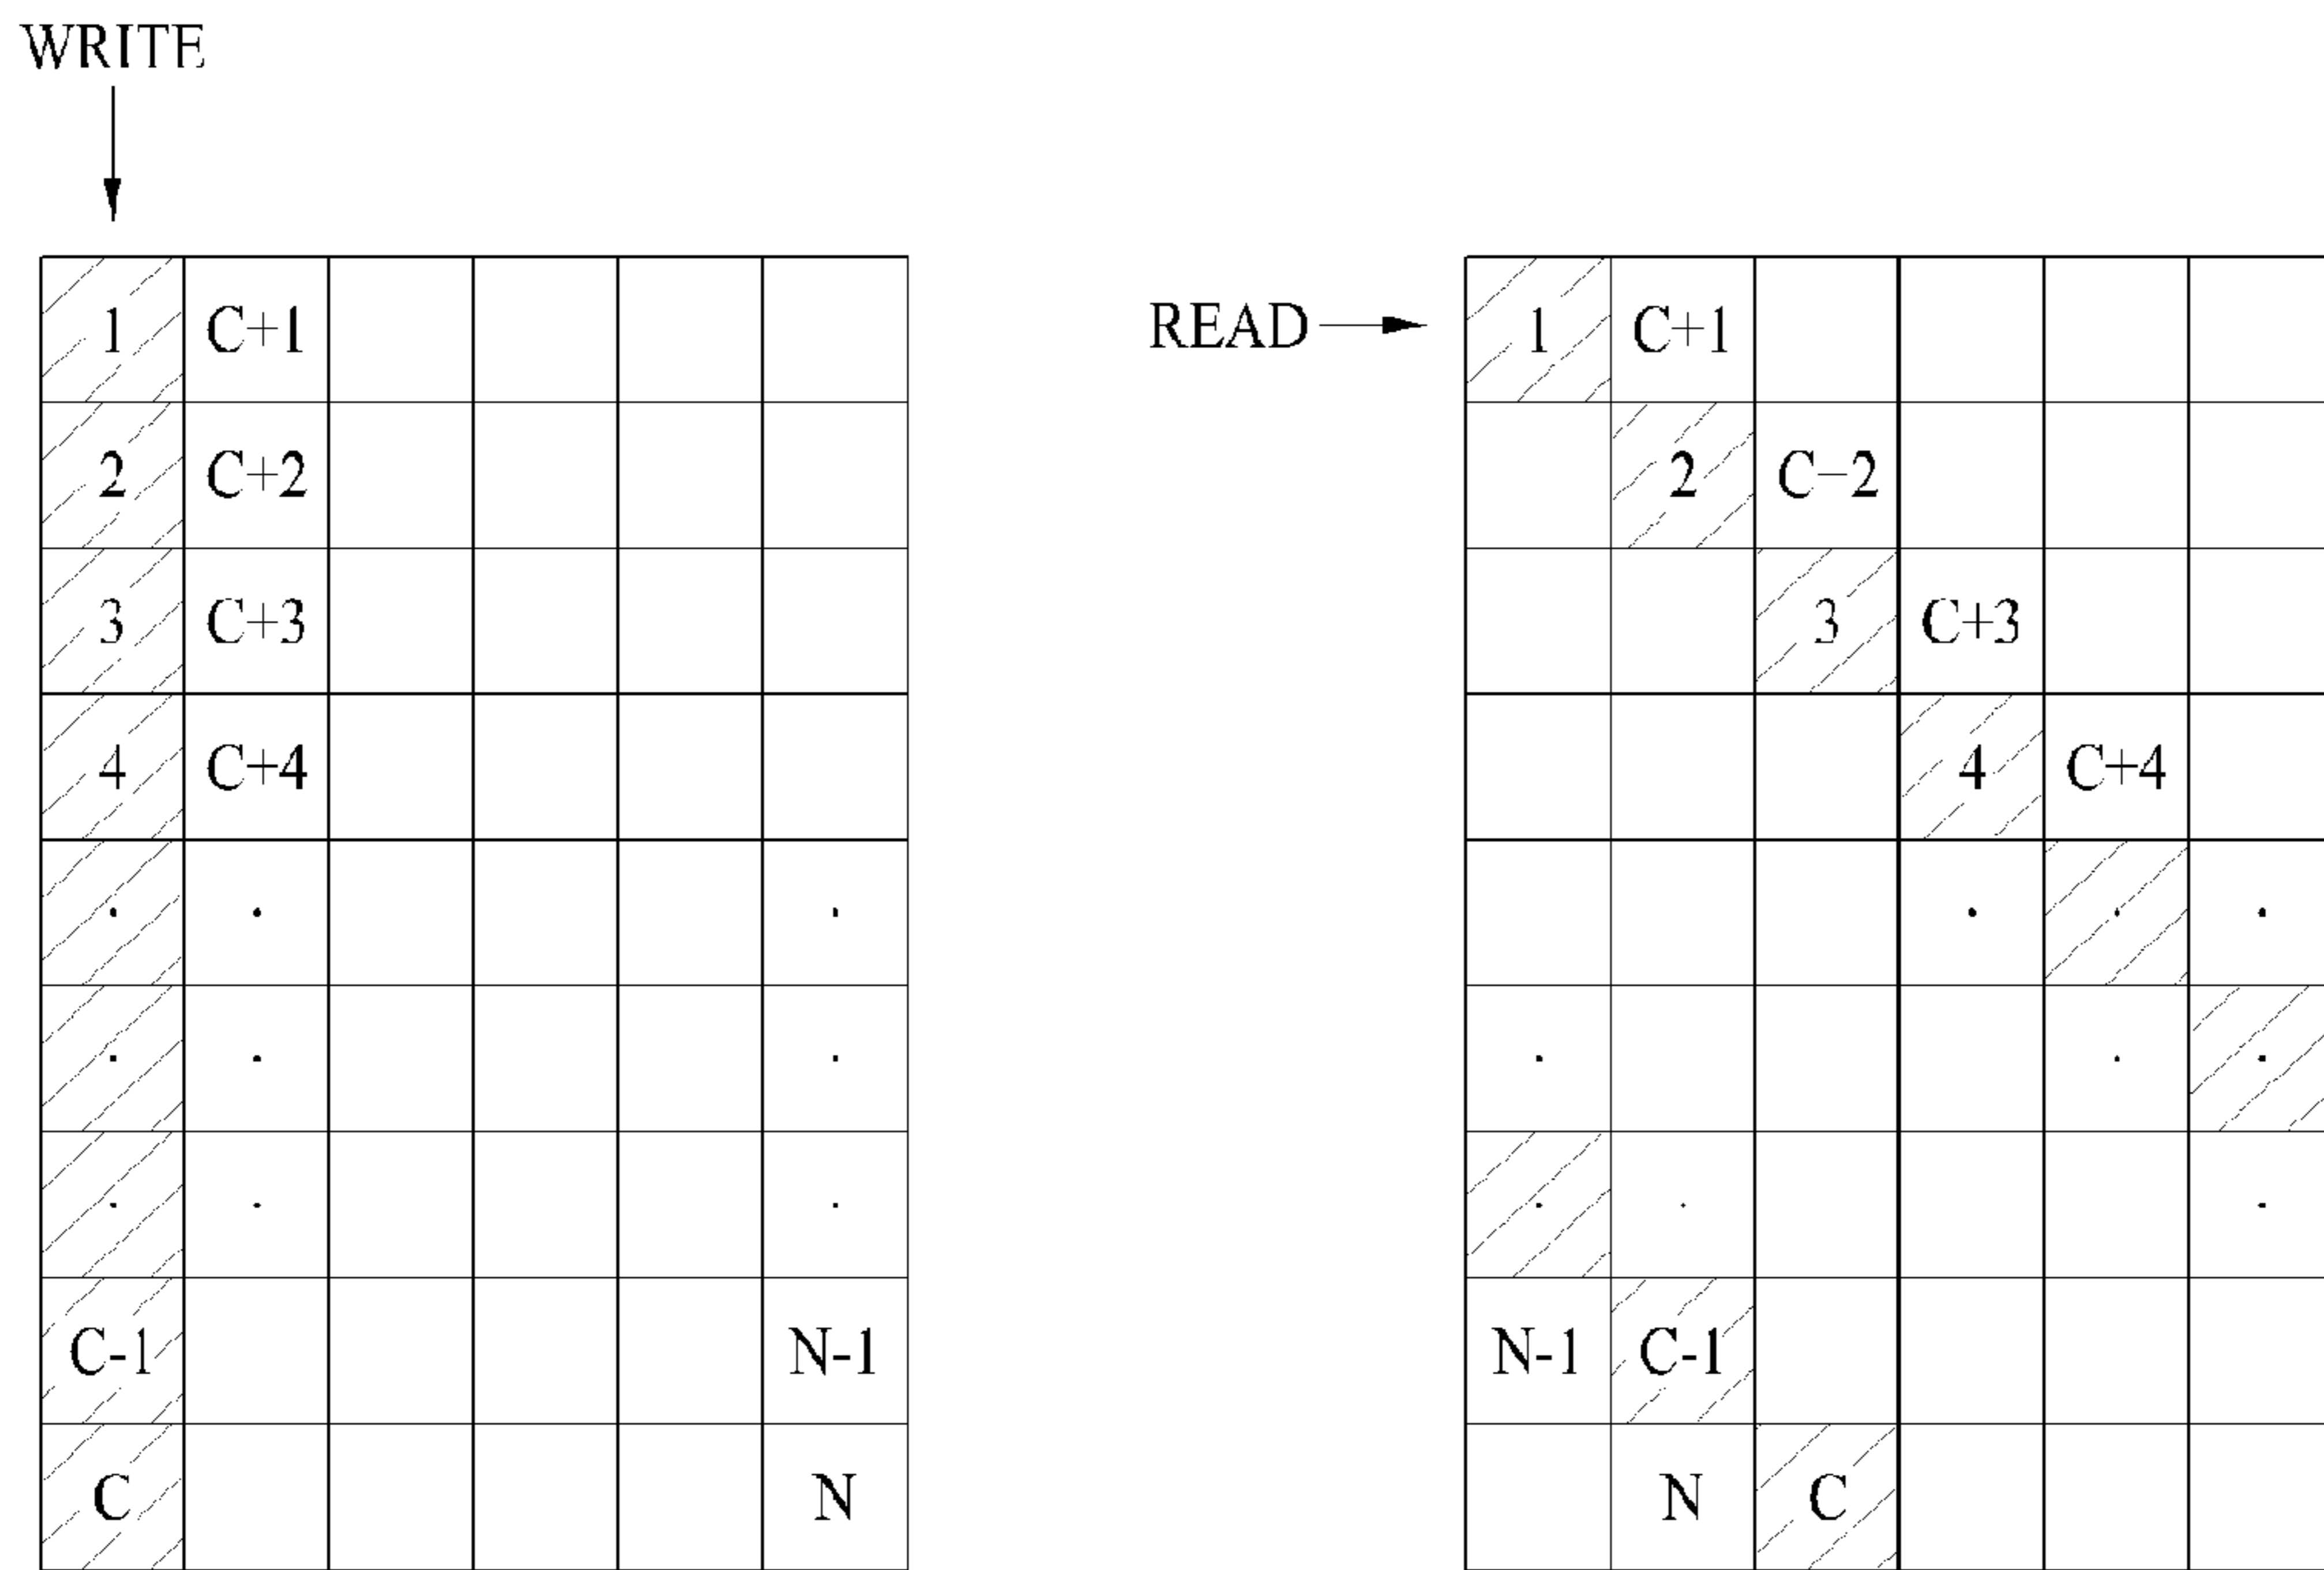 WRITE
1 C+1
2 C+2
3 C+3
4 C+4
. . .
. . .
. . .
C-1 N-1
C N
READ
1 C+1
2 C−2
3 C+3
4 C+4
. . .
. . .
. . .
N-1 C-1
N C